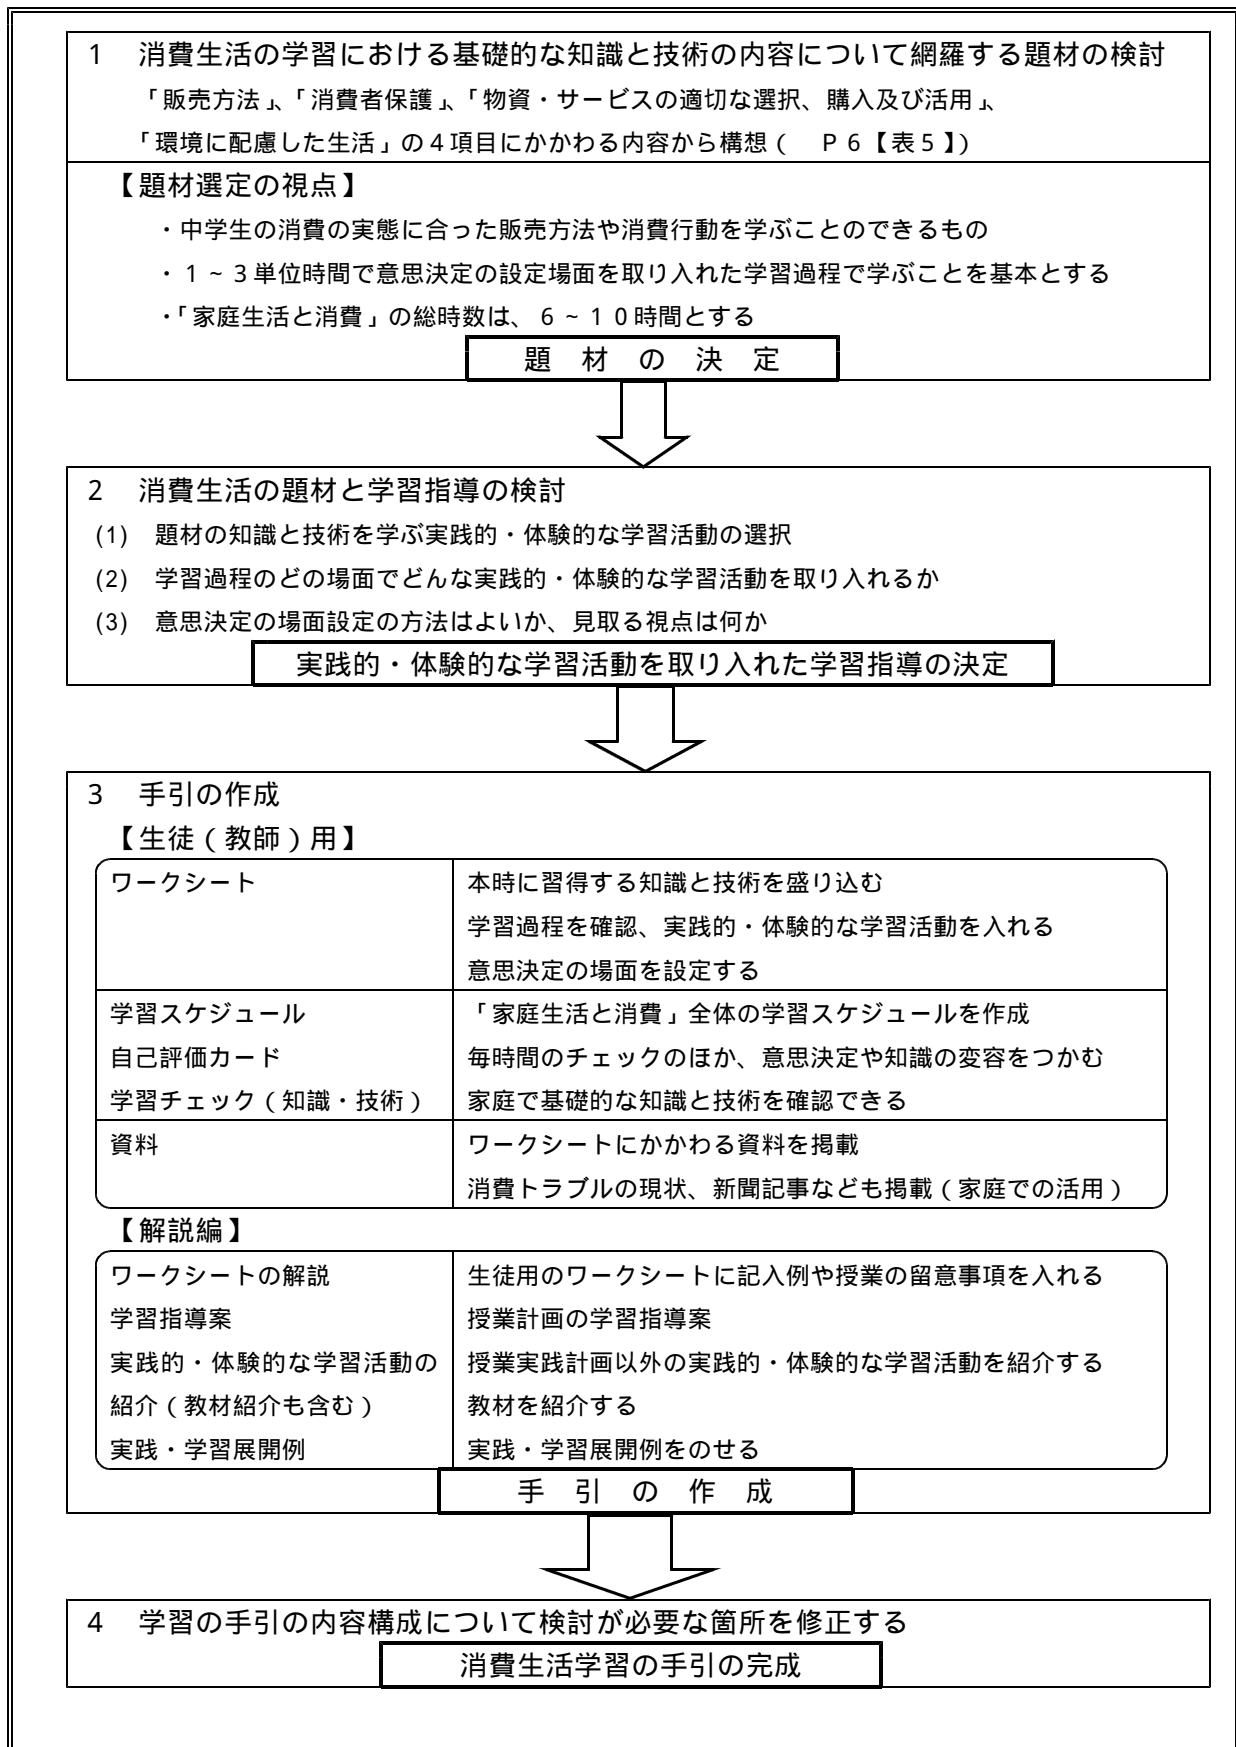 1 消費生活の学習における基礎的な知識と技術の内容について網羅する題材の検討
「販売方法」、「消費者保護」、「物資・サービスの適切な選択、購入及び活用」、
「環境に配慮した生活」の4項目にかかわる内容から構想( P6【表5】)
【題材選定の視点】
・中学生の消費の実態に合った販売方法や消費行動を学ぶことのできるもの
・1~3単位時間で意思決定の設定場面を取り入れた学習過程で学ぶことを基本とする
・「家庭生活と消費」の総時数は、6~10時間とする
題材の決定
2 消費生活の題材と学習指導の検討
(1) 題材の知識と技術を学ぶ実践的・体験的な学習活動の選択
(2) 学習過程のどの場面でどんな実践的・体験的な学習活動を取り入れるか
(3) 意思決定の場面設定の方法はよいか、見取る視点は何か
実践的・体験的な学習活動を取り入れた学習指導の決定
3 手引の作成
【生徒(教師)用】
ワークシート 本時に習得する知識と技術を盛り込む
学習過程を確認、実践的・体験的な学習活動を入れる
意思決定の場面を設定する
学習スケジュール 「家庭生活と消費」全体の学習スケジュールを作成
自己評価カード 毎時間のチェックのほか、意思決定や知識の変容をつかむ
学習チェック(知識・技術) 家庭で基礎的な知識と技術を確認できる
資料 ワークシートにかかわる資料を掲載
消費トラブルの現状、新聞記事なども掲載(家庭での活用)
【解説編】
ワークシートの解説 生徒用のワークシートに記入例や授業の留意事項を入れる
学習指導案 授業計画の学習指導案
実践的・体験的な学習活動の 授業実践計画以外の実践的・体験的な学習活動を紹介する
紹介(教材紹介も含む) 教材を紹介する
実践・学習展開例 実践・学習展開例をのせる
手引の作成
4 学習の手引の内容構成について検討が必要な箇所を修正する
消費生活学習の手引の完成